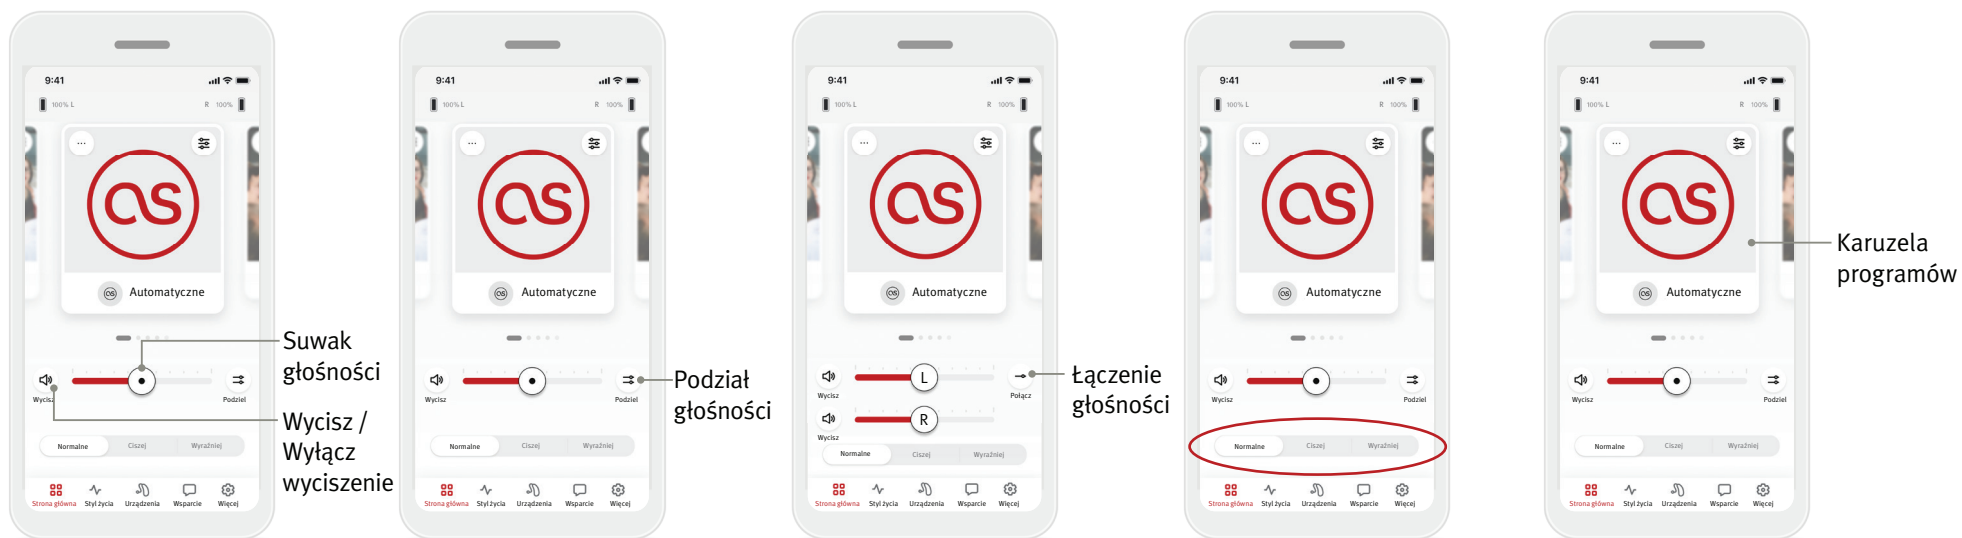 9:41
100% L
R 100%
...
as
Automatyczne
Wycisz
Podziel
Normalne
Ciszej
Wyraźniej
Strona główna
Styl życia
Urządzenia
Wsparcie
Więcej
Suwak
głośności
Wycisz /
Wyłącz
wyciszenie
9:41
100% L
R 100%
...
as
Automatyczne
Wycisz
Podziel
Normalne
Ciszej
Wyraźniej
Strona główna
Styl życia
Urządzenia
Wsparcie
Więcej
Podział
głośności
9:41
100% L
R 100%
...
as
Automatyczne
L
Wycisz
Połącz
R
Wycisz
Normalne
Ciszej
Wyraźniej
Strona główna
Styl życia
Urządzenia
Wsparcie
Więcej
Łączenie
głośności
9:41
100% L
R 100%
...
as
Automatyczne
Wycisz
Podziel
Normalne
Ciszej
Wyraźniej
Strona główna
Styl życia
Urządzenia
Wsparcie
Więcej
9:41
100% L
R 100%
...
as
Automatyczne
Wycisz
Podziel
Normalne
Ciszej
Wyraźniej
Strona główna
Styl życia
Urządzenia
Wsparcie
Więcej
Karuzela
programów